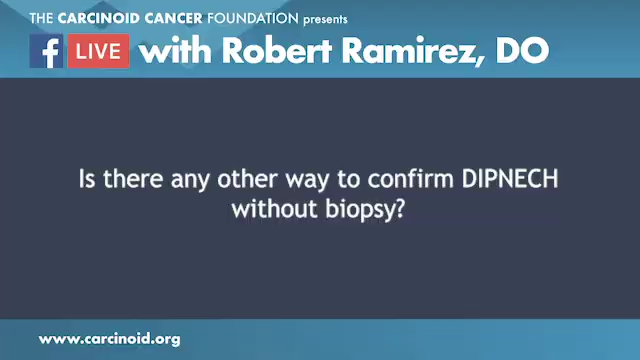 THE CARCINOID CANCER FOUNDATION presents
f LIVE with Robert Ramirez, DO
Is there any other way to confirm DIPNECH
without biopsy?
www.carcinoid.org